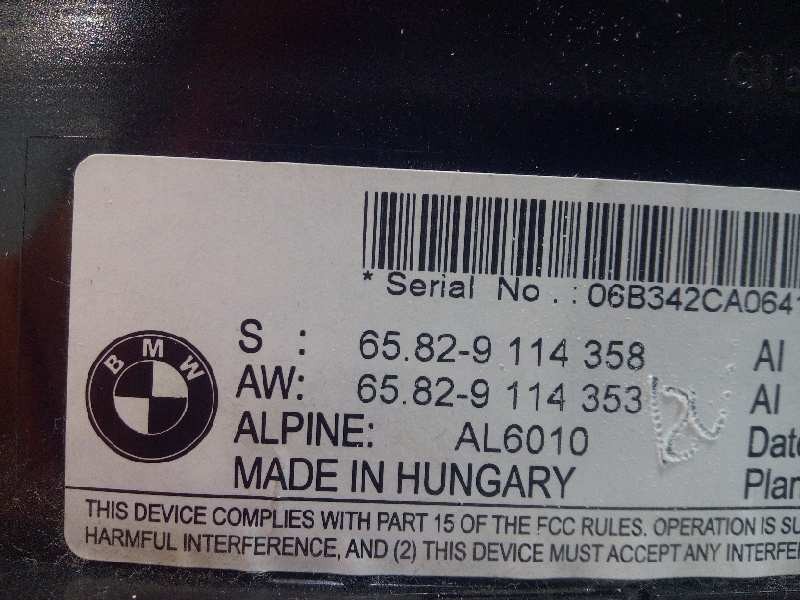 * Serial No.: 06B342CA0641
S : 65.82-9 114 358 AI
AW: 65.82-9 114 353 AI
BMW
ALPINE: AL6010 Date
MADE IN HUNGARY Plan
THIS DEVICE COMPLIES WITH PART 15 OF THE FCC RULES. OPERATION IS SU
HARMFUL INTERFERENCE, AND (2) THIS DEVICE MUST ACCEPT ANY INTERFER